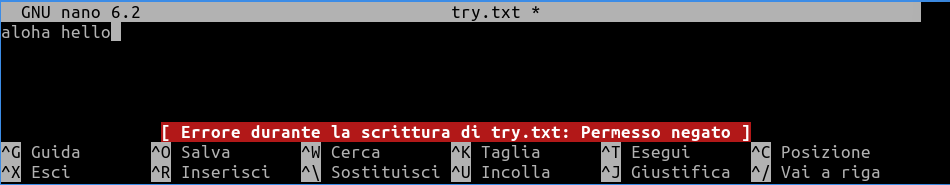 GNU nano 6.2 try.txt *
aloha hello
[ Errore durante la scrittura di try.txt: Permesso negato ]
^G Guida ^O Salva ^W Cerca ^K Taglia ^T Esegui ^C Posizione
^X Esci ^R Inserisci ^\ Sostituisci ^U Incolla ^J Giustifica ^/ Vai a riga